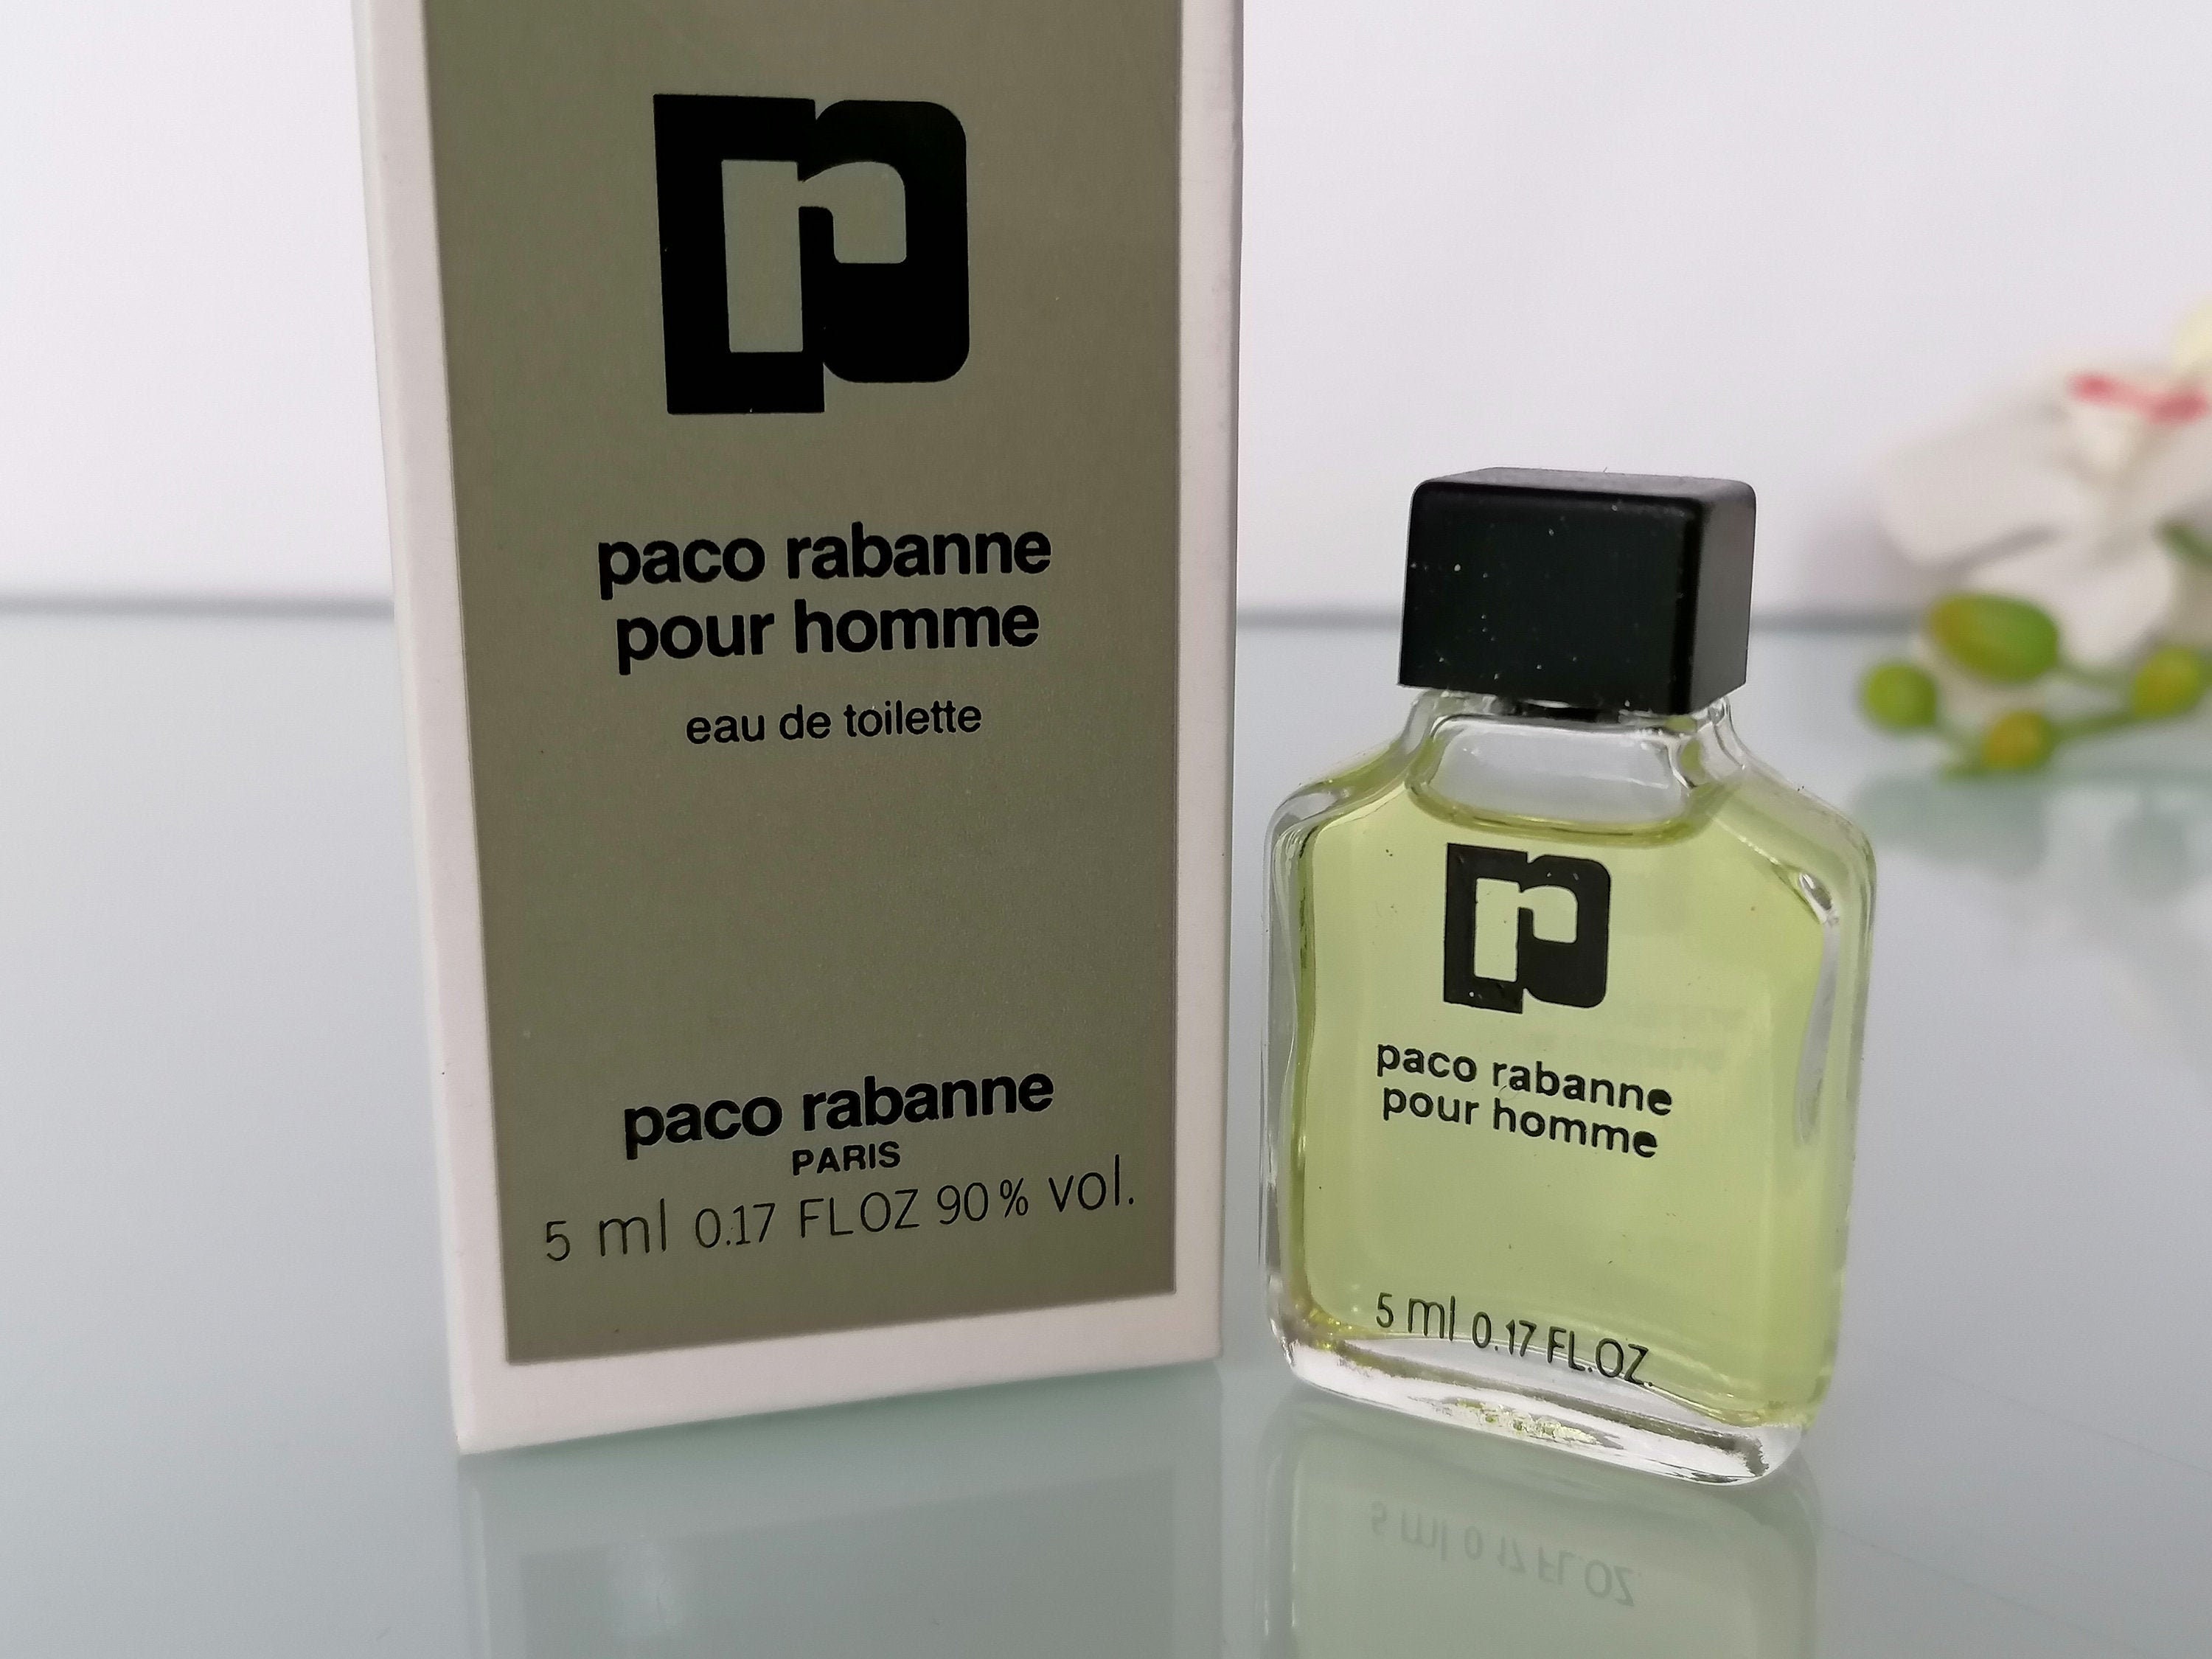 paco rabanne
pour homme
eau de toilette
paco rabanne
PARIS
5 ml 0.17 FL OZ 90% vol.
paco rabanne
pour homme
5 ml 0.17 FL.OZ.